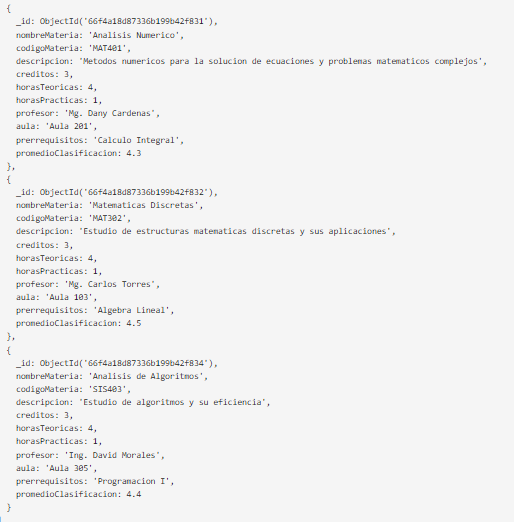 {
_id: ObjectId('66f4a18d87336b199b42f831'),
nombreMateria: 'Analisis Numerico',
codigoMateria: 'MAT401',
descripcion: 'Metodos numericos para la solucion de ecuaciones y problemas matematicos complejos',
creditos: 3,
horasTeoricas: 4,
horasPracticas: 1,
profesor: 'Mg. Dany Cardenas',
aula: 'Aula 201',
prerrequisitos: 'Calculo Integral',
promedioClasificacion: 4.3
},
{
_id: ObjectId('66f4a18d87336b199b42f832'),
nombreMateria: 'Matematicas Discretas',
codigoMateria: 'MAT302',
descripcion: 'Estudio de estructuras matematicas discretas y sus aplicaciones',
creditos: 3,
horasTeoricas: 4,
horasPracticas: 1,
profesor: 'Mg. Carlos Torres',
aula: 'Aula 103',
prerrequisitos: 'Algebra Lineal',
promedioClasificacion: 4.5
},
{
_id: ObjectId('66f4a18d87336b199b42f834'),
nombreMateria: 'Analisis de Algoritmos',
codigoMateria: 'SIS403',
descripcion: 'Estudio de algoritmos y su eficiencia',
creditos: 3,
horasTeoricas: 4,
horasPracticas: 1,
profesor: 'Ing. David Morales',
aula: 'Aula 305',
prerrequisitos: 'Programacion I',
promedioClasificacion: 4.4
}